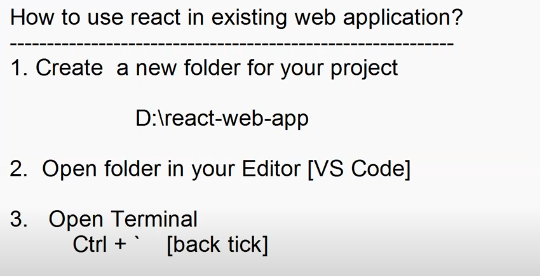 How to use react in existing web application?
------------------------------------------------------------
1. Create  a new folder for your project
D:\react-web-app
2.  Open folder in your Editor [VS Code]
3.   Open Terminal
Ctrl + `    [back tick]